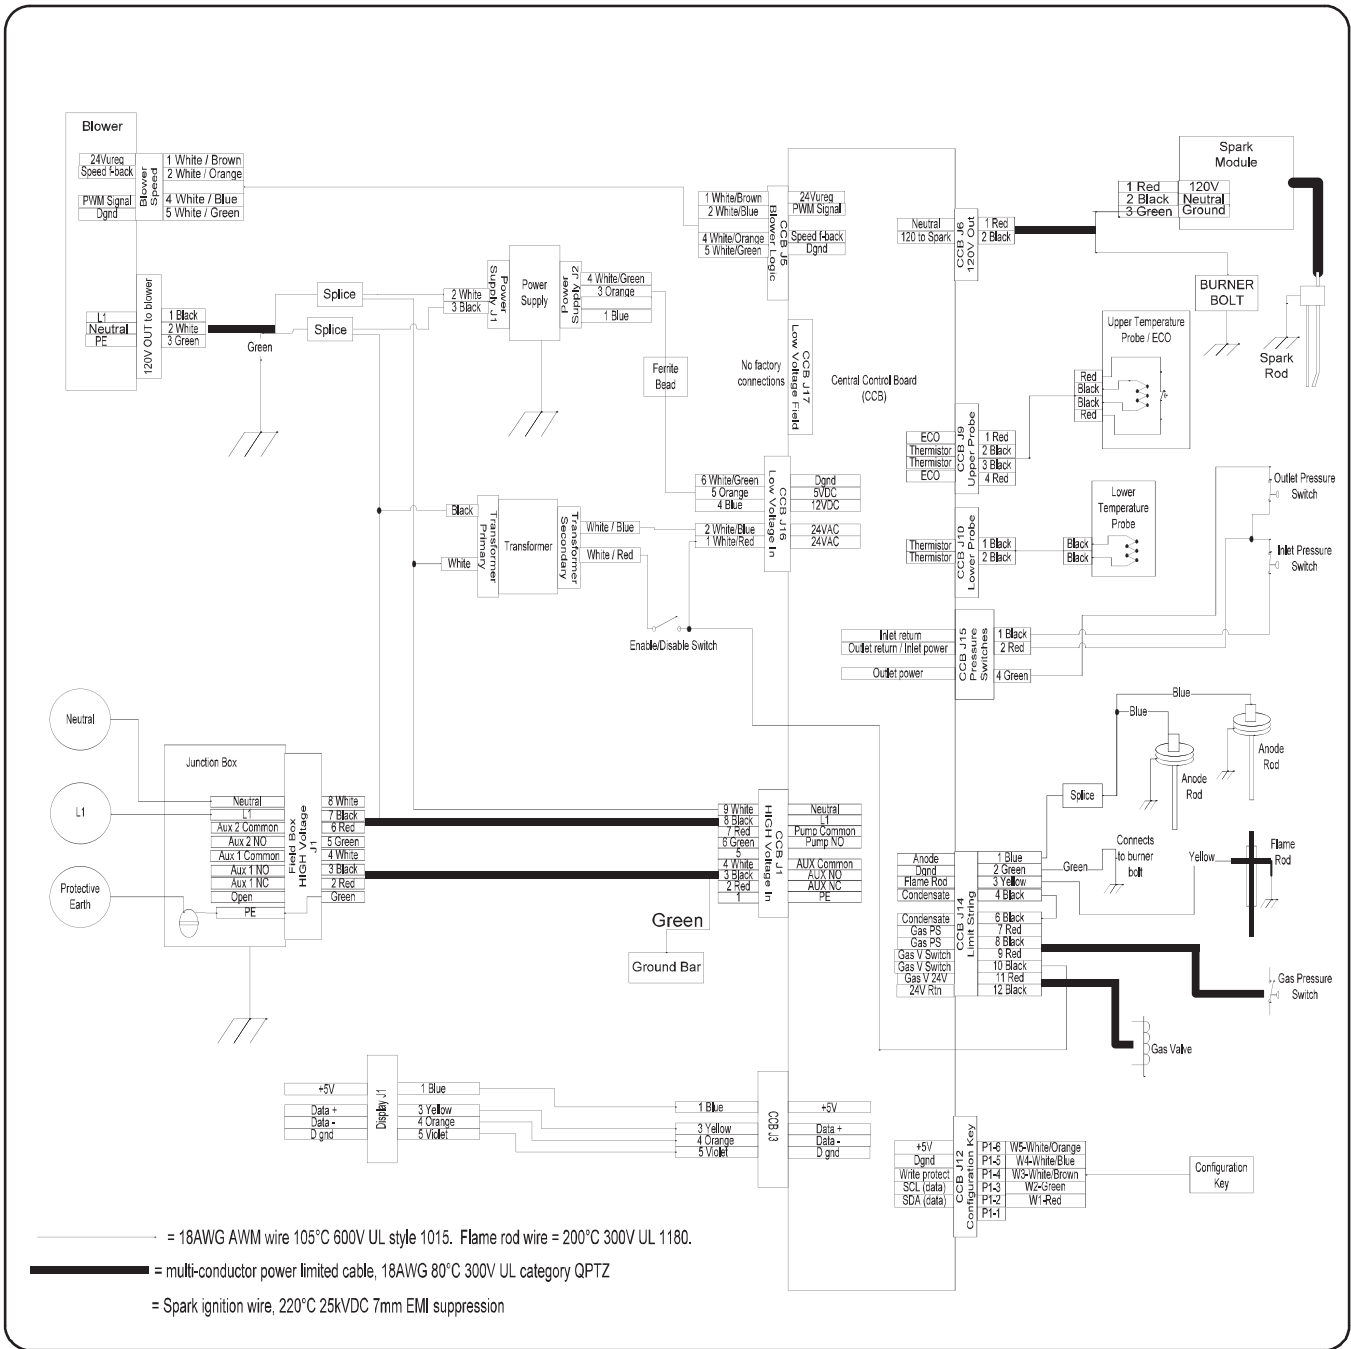 Blower
24Vureg
Speed f-back
PWM Signal
Dgnd
Blower
Speed
1 White / Brown
2 White / Orange
4 White / Blue
5 White / Green
L1
Neutral
PE
120V OUT to blower
1 Black
2 White
3 Green
Green
Splice
Splice
2 White
3 Black
Power
Supply J1
Power
Supply
Power
Supply J2
4 White/Green
3 Orange
1 Blue
Ferrite
Bead
1 White/Brown
2 White/Blue
4 White/Orange
5 White/Green
CCB J5
Blower Logic
24Vureg
PWM Signal
Speed f-back
Dgnd
No factory
connections
CCB J17
Low Voltage Field
Central Control Board
(CCB)
6 White/Green
5 Orange
4 Blue
2 White/Blue
1 White/Red
CCB J16
Low Voltage In
Dgnd
5VDC
12VDC
24VAC
24VAC
Black
White
Transformer
Primary
Transformer
Transformer
Secondary
White / Blue
White / Red
Enable/Disable Switch
Neutral
L1
Protective
Earth
Junction Box
Neutral
L1
Aux 2 Common
Aux 2 NO
Aux 1 Common
Aux 1 NO
Aux 1 NC
Open
PE
Field Box
HIGH Voltage
J1
8 White
7 Black
6 Red
5 Green
4 White
3 Black
2 Red
Green
9 White
8 Black
7 Red
6 Green
5
4 White
3 Black
2 Red
1
CCB J1
HIGH Voltage In
Neutral
L1
Pump Common
Pump NO
AUX Common
AUX NO
AUX NC
PE
Green
Ground Bar
+5V
Data +
Data -
D gnd
Display J1
1 Blue
3 Yellow
4 Orange
5 Violet
1 Blue
3 Yellow
4 Orange
5 Violet
CCB J3
+5V
Data +
Data -
D gnd
Neutral
120 to Spark
CCB J6
120V Out
1 Red
2 Black
Spark
Module
1 Red
2 Black
3 Green
120V
Neutral
Ground
BURNER
BOLT
Spark
Rod
ECO
Thermistor
Thermistor
ECO
CCB J9
Upper Probe
1 Red
2 Black
3 Black
4 Red
Upper Temperature
Probe / ECO
Red
Black
Black
Red
Thermistor
Thermistor
CCB J10
Lower Probe
1 Black
2 Black
Black
Black
Lower
Temperature
Probe
Outlet Pressure
Switch
Inlet Pressure
Switch
Inlet return
Outlet return / Inlet power
Outlet power
CCB J15
Pressure
Switches
1 Black
2 Red
4 Green
Blue
Blue
Anode
Rod
Anode
Rod
Splice
Anode
Dgnd
Flame Rod
Condensate
Condensate
Gas PS
Gas PS
Gas V Switch
Gas V Switch
Gas V 24V
24V Rtn
CCB J14
Limit String
1 Blue
2 Green
3 Yellow
4 Black
6 Black
7 Red
8 Black
9 Red
10 Black
11 Red
12 Black
Green
Connects
to burner
bolt
Yellow
Flame
Rod
Gas Pressure
Switch
Gas Valve
+5V
Dgnd
Write protect
SCL (data)
SDA (data)
CCB J12
Configuration Key
P1-6
P1-5
P1-4
P1-3
P1-2
P1-1
W5-White/Orange
W4-White/Blue
W3-White/Brown
W2-Green
W1-Red
Configuration
Key
= 18AWG AWM wire 105°C 600V UL style 1015. Flame rod wire = 200°C 300V UL 1180.
= multi-conductor power limited cable, 18AWG 80°C 300V UL category QPTZ
= Spark ignition wire, 220°C 25kVDC 7mm EMI suppression